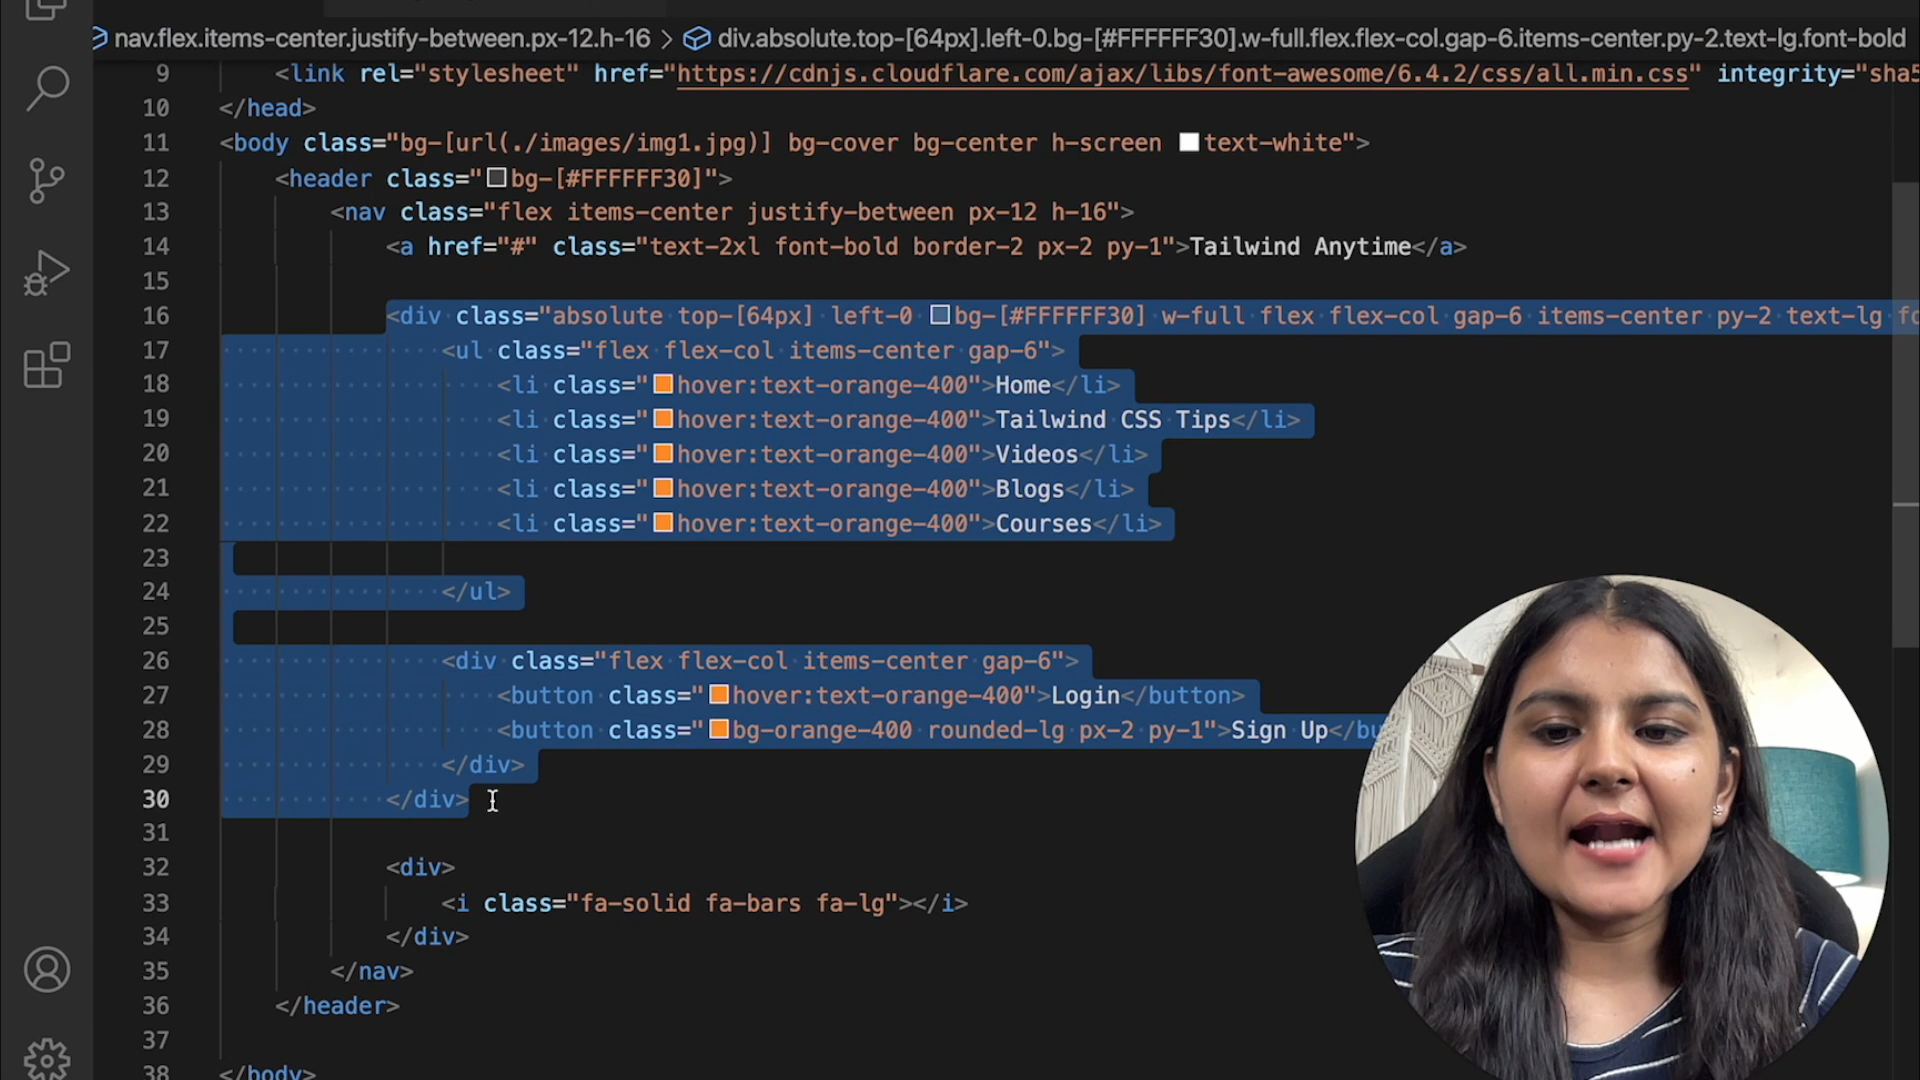 nav.flex.items-center.justify-between.px-12.h-16 > div.absolute.top-[64px].left-0.bg-[#FFFFFF30].w-full.flex.flex-col.gap-6.items-center.py-2.text-lg.font-bold
9 <link rel="stylesheet" href="https://cdnjs.cloudflare.com/ajax/libs/font-awesome/6.4.2/css/all.min.css" integrity="sha5
10 </head>
11 <body class="bg-[url(./images/img1.jpg)] bg-cover bg-center h-screen text-white">
12 <header class="bg-[#FFFFFF30]">
13 <nav class="flex items-center justify-between px-12 h-16">
14 <a href="#" class="text-2xl font-bold border-2 px-2 py-1">Tailwind Anytime</a>
15
16 <div class="absolute top-[64px] left-0 bg-[#FFFFFF30] w-full flex flex-col gap-6 items-center py-2 text-lg fo
17 <ul class="flex flex-col items-center gap-6">
18 <li class="hover:text-orange-400">Home</li>
19 <li class="hover:text-orange-400">Tailwind CSS Tips</li>
20 <li class="hover:text-orange-400">Videos</li>
21 <li class="hover:text-orange-400">Blogs</li>
22 <li class="hover:text-orange-400">Courses</li>
23
24 </ul>
25
26 <div class="flex flex-col items-center gap-6">
27 <button class="hover:text-orange-400">Login</button>
28 <button class="bg-orange-400 rounded-lg px-2 py-1">Sign Up</bu
29 </div>
30 </div>
31
32 <div>
33 <i class="fa-solid fa-bars fa-lg"></i>
34 </div>
35 </nav>
36 </header>
37
38 </body>